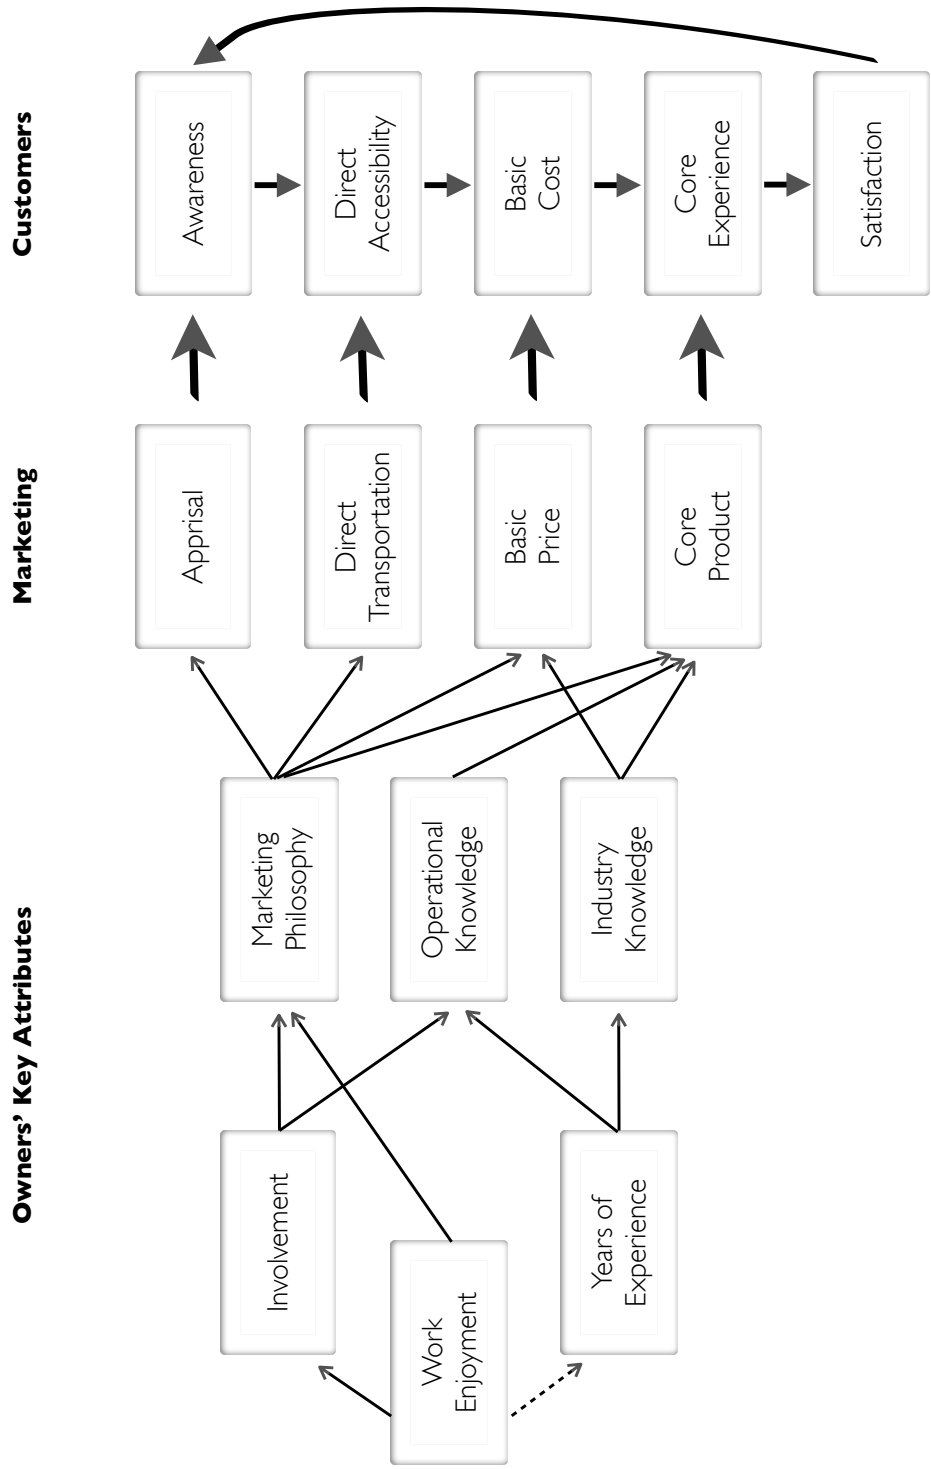 Owners’ Key Attributes
Marketing
Customers
Involvement
Work
Enjoyment
Years of
Experience
Marketing
Philosophy
Operational
Knowledge
Industry
Knowledge
Apprisal
Direct
Transportation
Basic
Price
Core
Product
Awareness
Direct
Accessibility
Basic
Cost
Core
Experience
Satisfaction